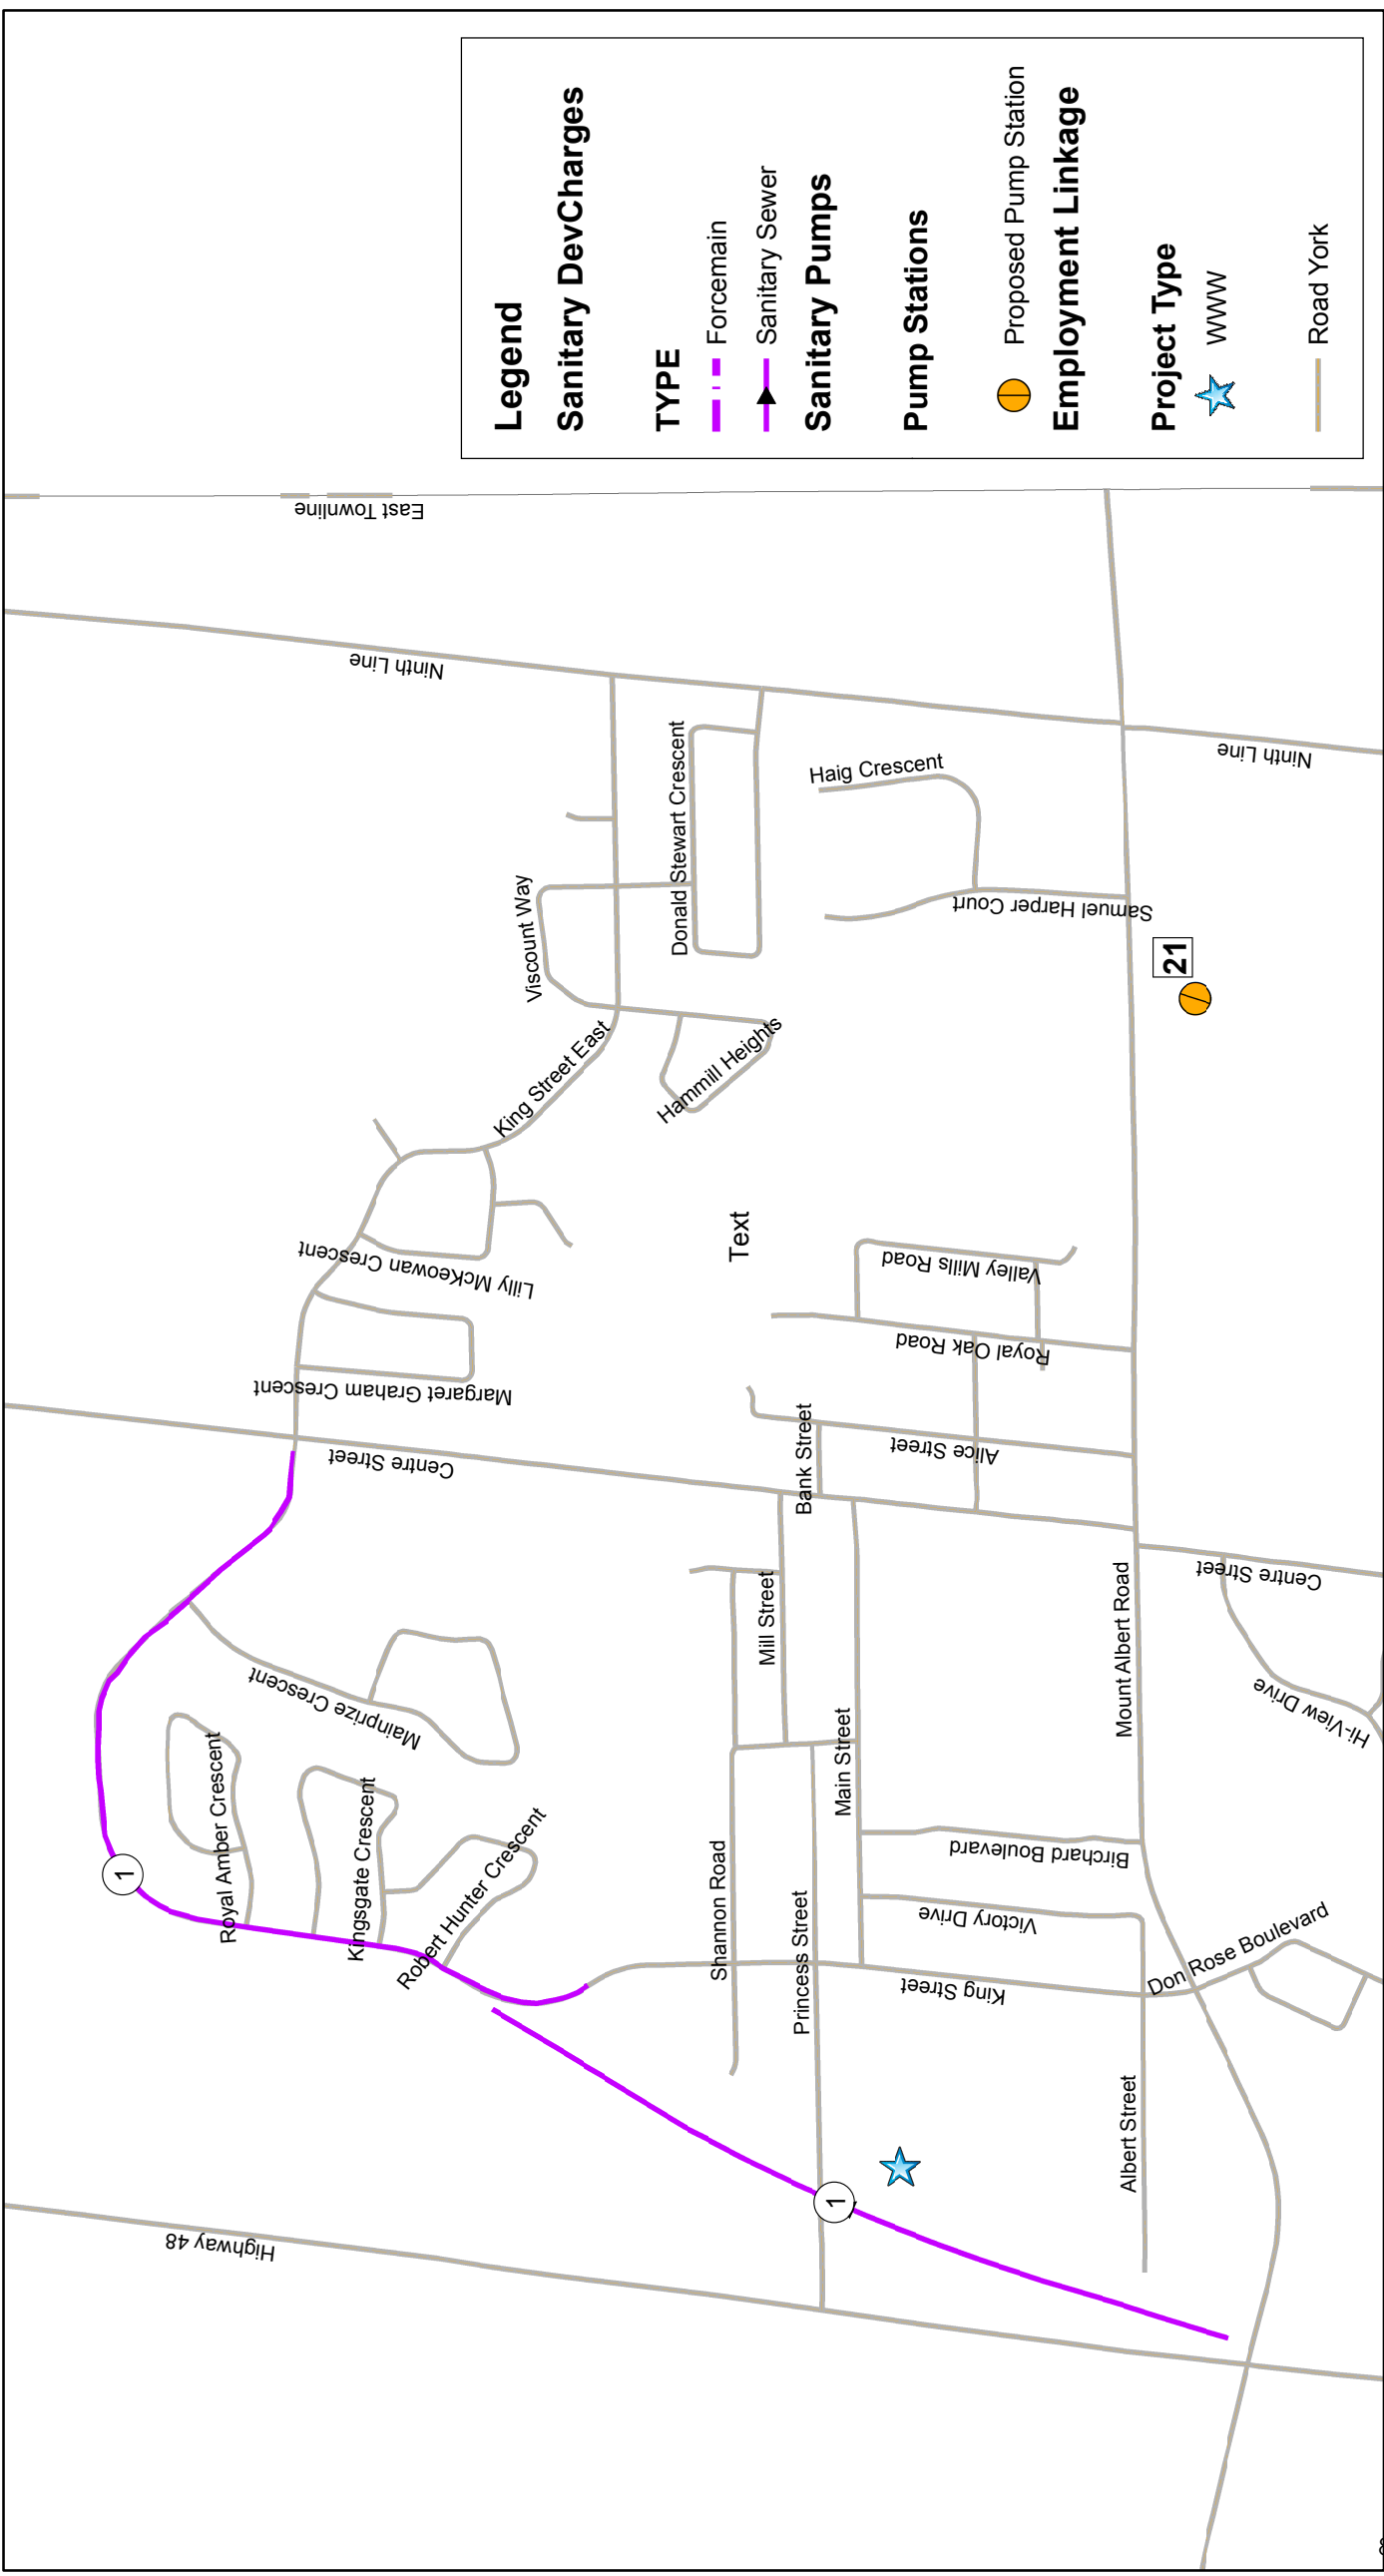 Legend
Sanitary DevCharges
TYPE
Forcemain
Sanitary Sewer
Sanitary Pumps
Pump Stations
Proposed Pump Station
Employment Linkage
Project Type
WWW
Road York
East Townline
Ninth Line
Ninth Line
Donald Stewart Crescent
Haig Crescent
Viscount Way
Samuel Harper Court
21
King Street East
Hammill Heights
Text
Lilly McKeowan Crescent
Margaret Graham Crescent
Valley Mills Road
Royal Oak Road
Centre Street
Bank Street
Alice Street
Centre Street
Mill Street
Mount Albert Road
Hi-View Drive
Mainprize Crescent
Main Street
Royal Amber Crescent
Kingsgate Crescent
Robert Hunter Crescent
1
Shannon Road
Princess Street
Birchard Boulevard
Victory Drive
King Street
Don Rose Boulevard
Albert Street
1
Highway 48